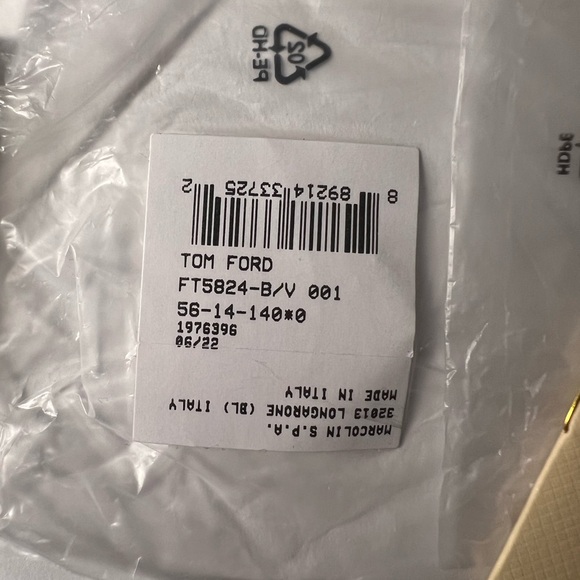 02
PE-HD
HDPE
8 89214 33725 2
TOM FORD
FT5824-B/V 001
56-14-140*0
1976396
06/22
MARCOLIN S.P.A.
32013 LONGARONE (BL) ITALY
MADE IN ITALY